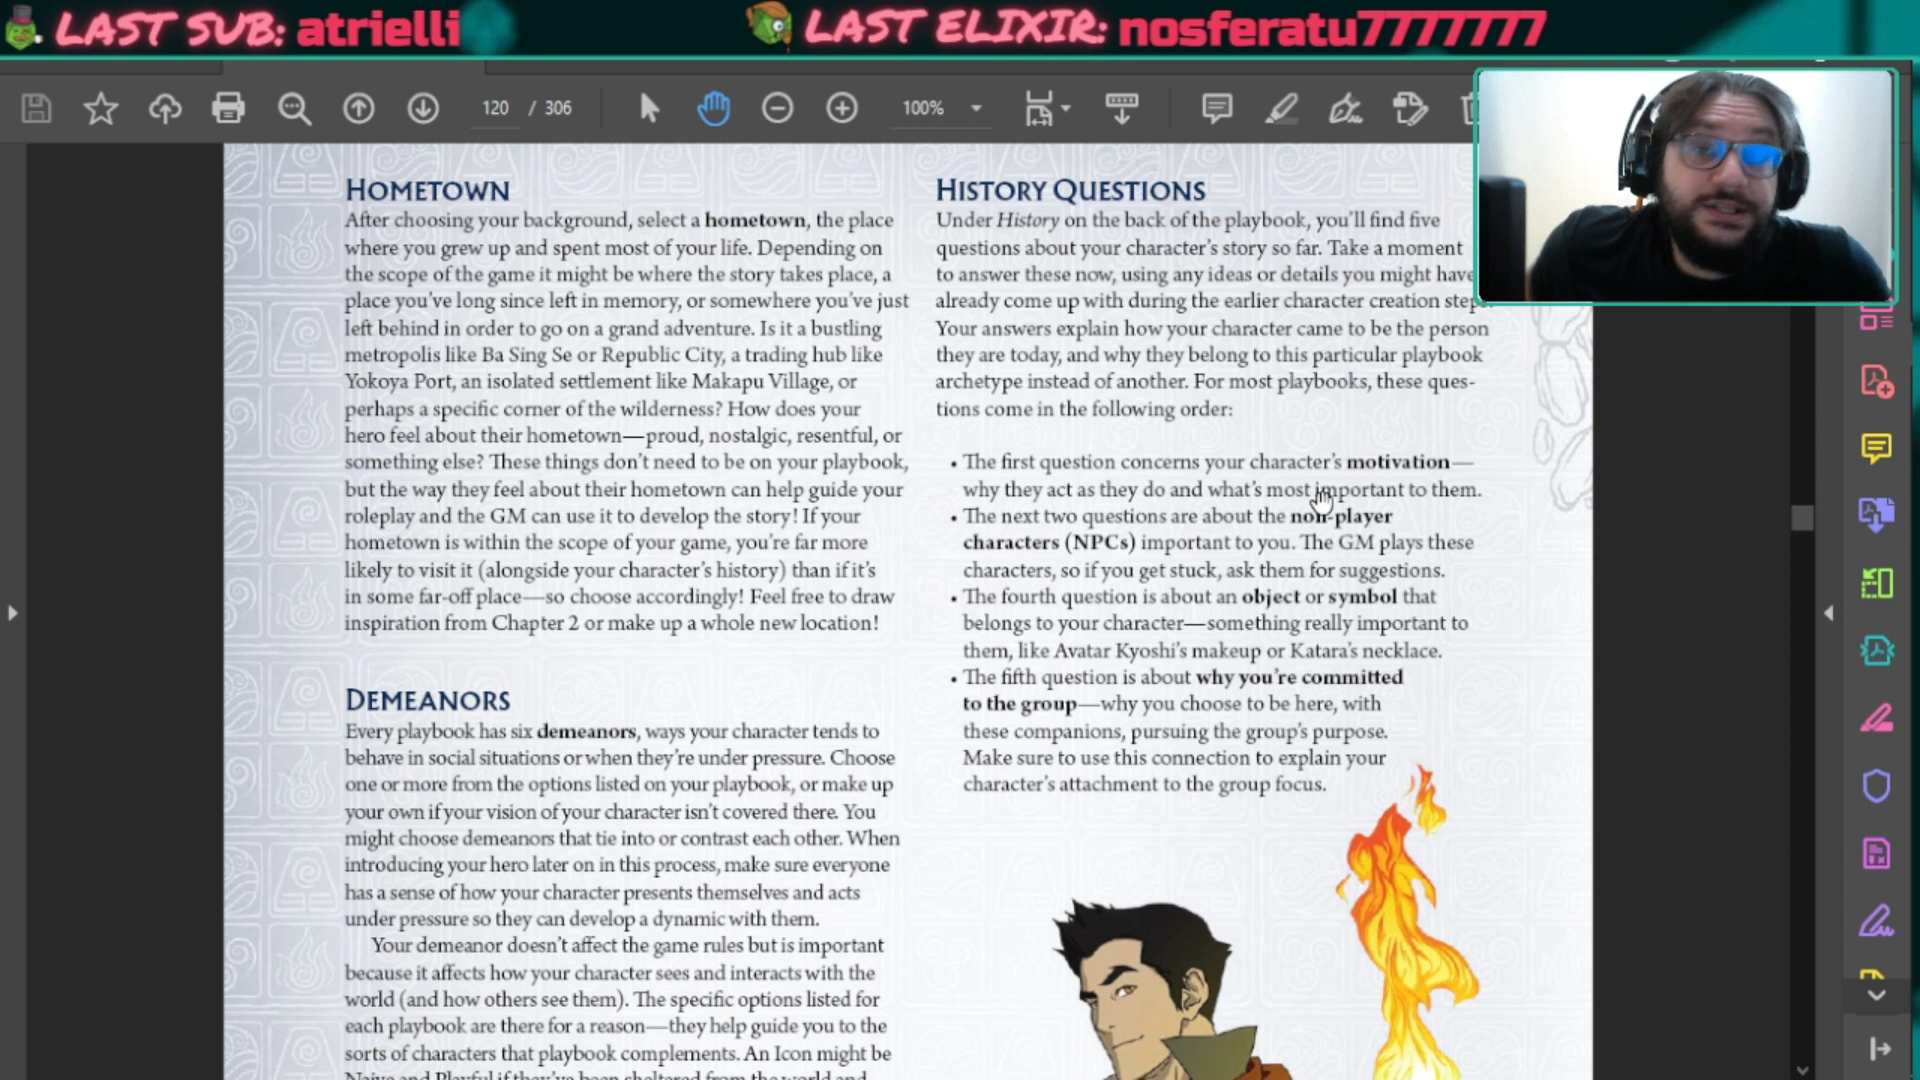 LAST SUB: atrielli
LAST ELIXIR: nosferatu7777777
120 / 306
100%
HOMETOWN
After choosing your background, select a hometown, the place
where you grew up and spent most of your life. Depending on
the scope of the game it might be where the story takes place, a
place you've long since left in memory, or somewhere you've just
left behind in order to go on a grand adventure. Is it a bustling
metropolis like Ba Sing Se or Republic City, a trading hub like
Yokoya Port, an isolated settlement like Makapu Village, or
perhaps a specific corner of the wilderness? How does your
hero feel about their hometown—proud, nostalgic, resentful, or
something else? These things don't need to be on your playbook,
but the way they feel about their hometown can help guide your
roleplay and the GM can use it to develop the story! If your
hometown is within the scope of your game, you're far more
likely to visit it (alongside your character's history) than if it's
in some far-off place—so choose accordingly! Feel free to draw
inspiration from Chapter 2 or make up a whole new location!
DEMEANORS
Every playbook has six demeanors, ways your character tends to
behave in social situations or when they're under pressure. Choose
one or more from the options listed on your playbook, or make up
your own if your vision of your character isn't covered there. You
might choose demeanors that tie into or contrast each other. When
introducing your hero later on in this process, make sure everyone
has a sense of how your character presents themselves and acts
under pressure so they can develop a dynamic with them.
Your demeanor doesn't affect the game rules but is important
because it affects how your character sees and interacts with the
world (and how others see them). The specific options listed for
each playbook are there for a reason—they help guide you to the
sorts of characters that playbook complements. An Icon might be
Naive and Playful if they've been sheltered from the world and
HISTORY QUESTIONS
Under History on the back of the playbook, you'll find five
questions about your character's story so far. Take a moment
to answer these now, using any ideas or details you might have
already come up with during the earlier character creation steps.
Your answers explain how your character came to be the person
they are today, and why they belong to this particular playbook
archetype instead of another. For most playbooks, these ques-
tions come in the following order:
• The first question concerns your character's motivation—
why they act as they do and what's most important to them.
• The next two questions are about the non-player
characters (NPCs) important to you. The GM plays these
characters, so if you get stuck, ask them for suggestions.
• The fourth question is about an object or symbol that
belongs to your character—something really important to
them, like Avatar Kyoshi's makeup or Katara's necklace.
• The fifth question is about why you're committed
to the group—why you choose to be here, with
these companions, pursuing the group's purpose.
Make sure to use this connection to explain your
character's attachment to the group focus.